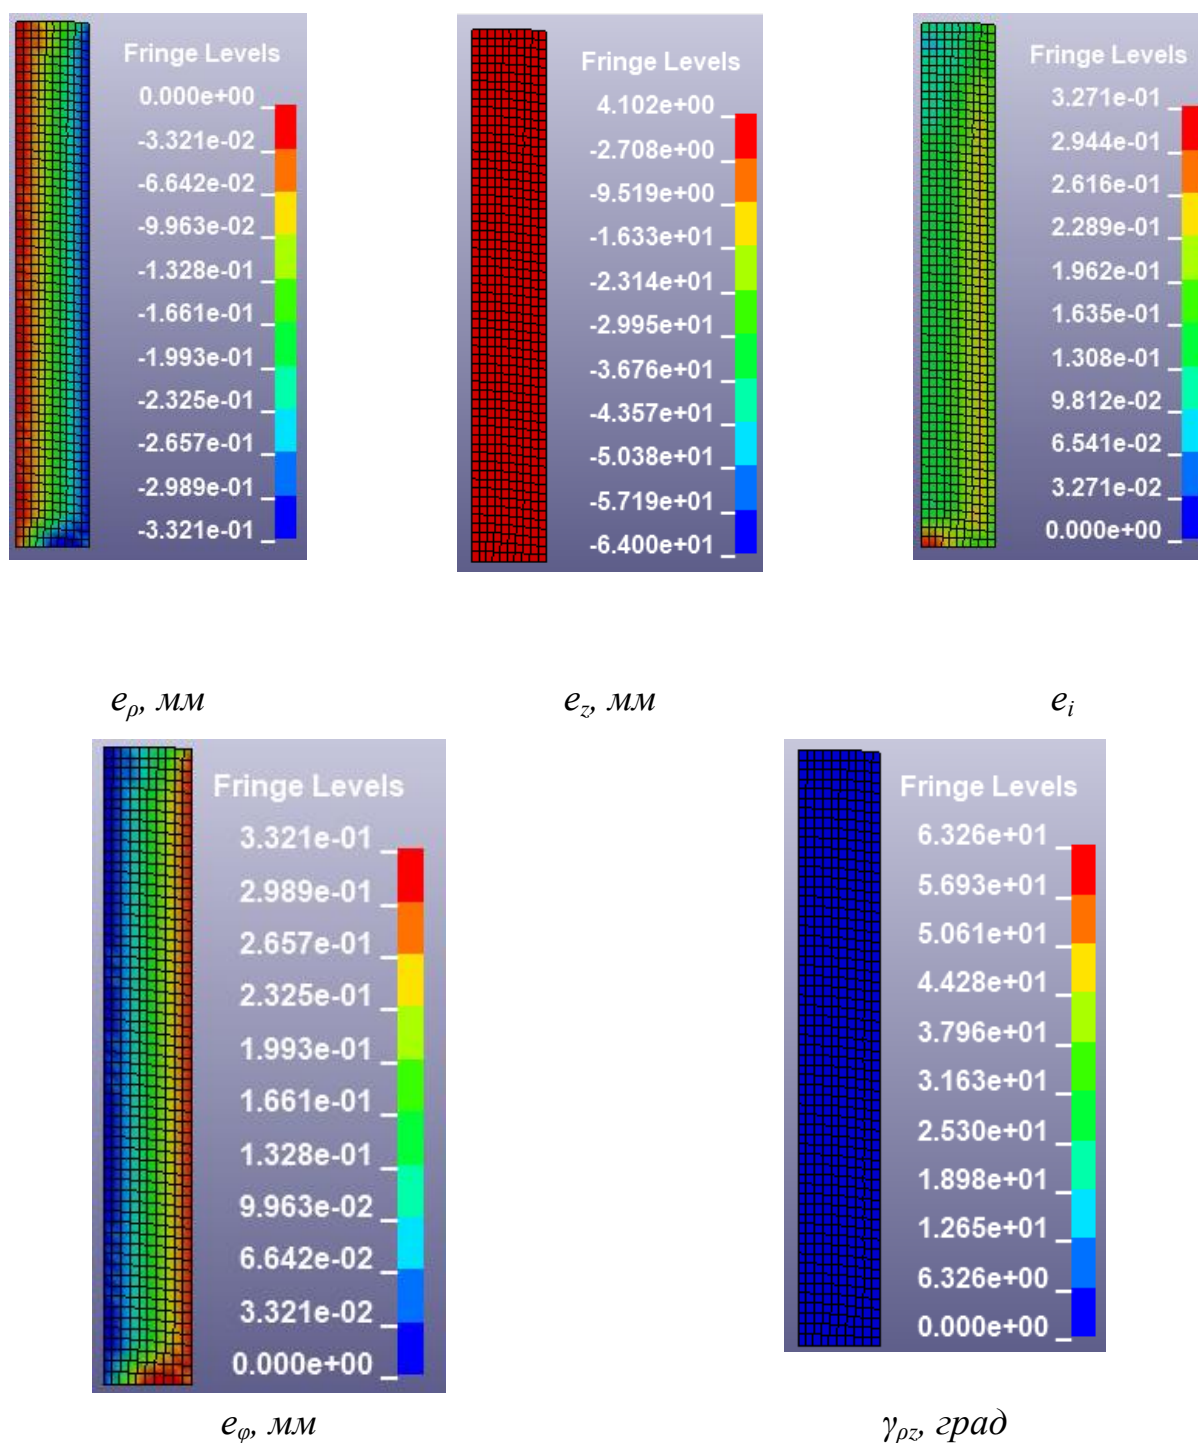 Fringe Levels
0.000e+00
-3.321e-02
-6.642e-02
-9.963e-02
-1.328e-01
-1.661e-01
-1.993e-01
-2.325e-01
-2.657e-01
-2.989e-01
-3.321e-01
Fringe Levels
4.102e+00
-2.708e+00
-9.519e+00
-1.633e+01
-2.314e+01
-2.995e+01
-3.676e+01
-4.357e+01
-5.038e+01
-5.719e+01
-6.400e+01
Fringe Levels
3.271e-01
2.944e-01
2.616e-01
2.289e-01
1.962e-01
1.635e-01
1.308e-01
9.812e-02
6.541e-02
3.271e-02
0.000e+00
eρ, мм
ez, мм
ei
Fringe Levels
3.321e-01
2.989e-01
2.657e-01
2.325e-01
1.993e-01
1.661e-01
1.328e-01
9.963e-02
6.642e-02
3.321e-02
0.000e+00
Fringe Levels
6.326e+01
5.693e+01
5.061e+01
4.428e+01
3.796e+01
3.163e+01
2.530e+01
1.898e+01
1.265e+01
6.326e+00
0.000e+00
eφ, мм
γρz, град